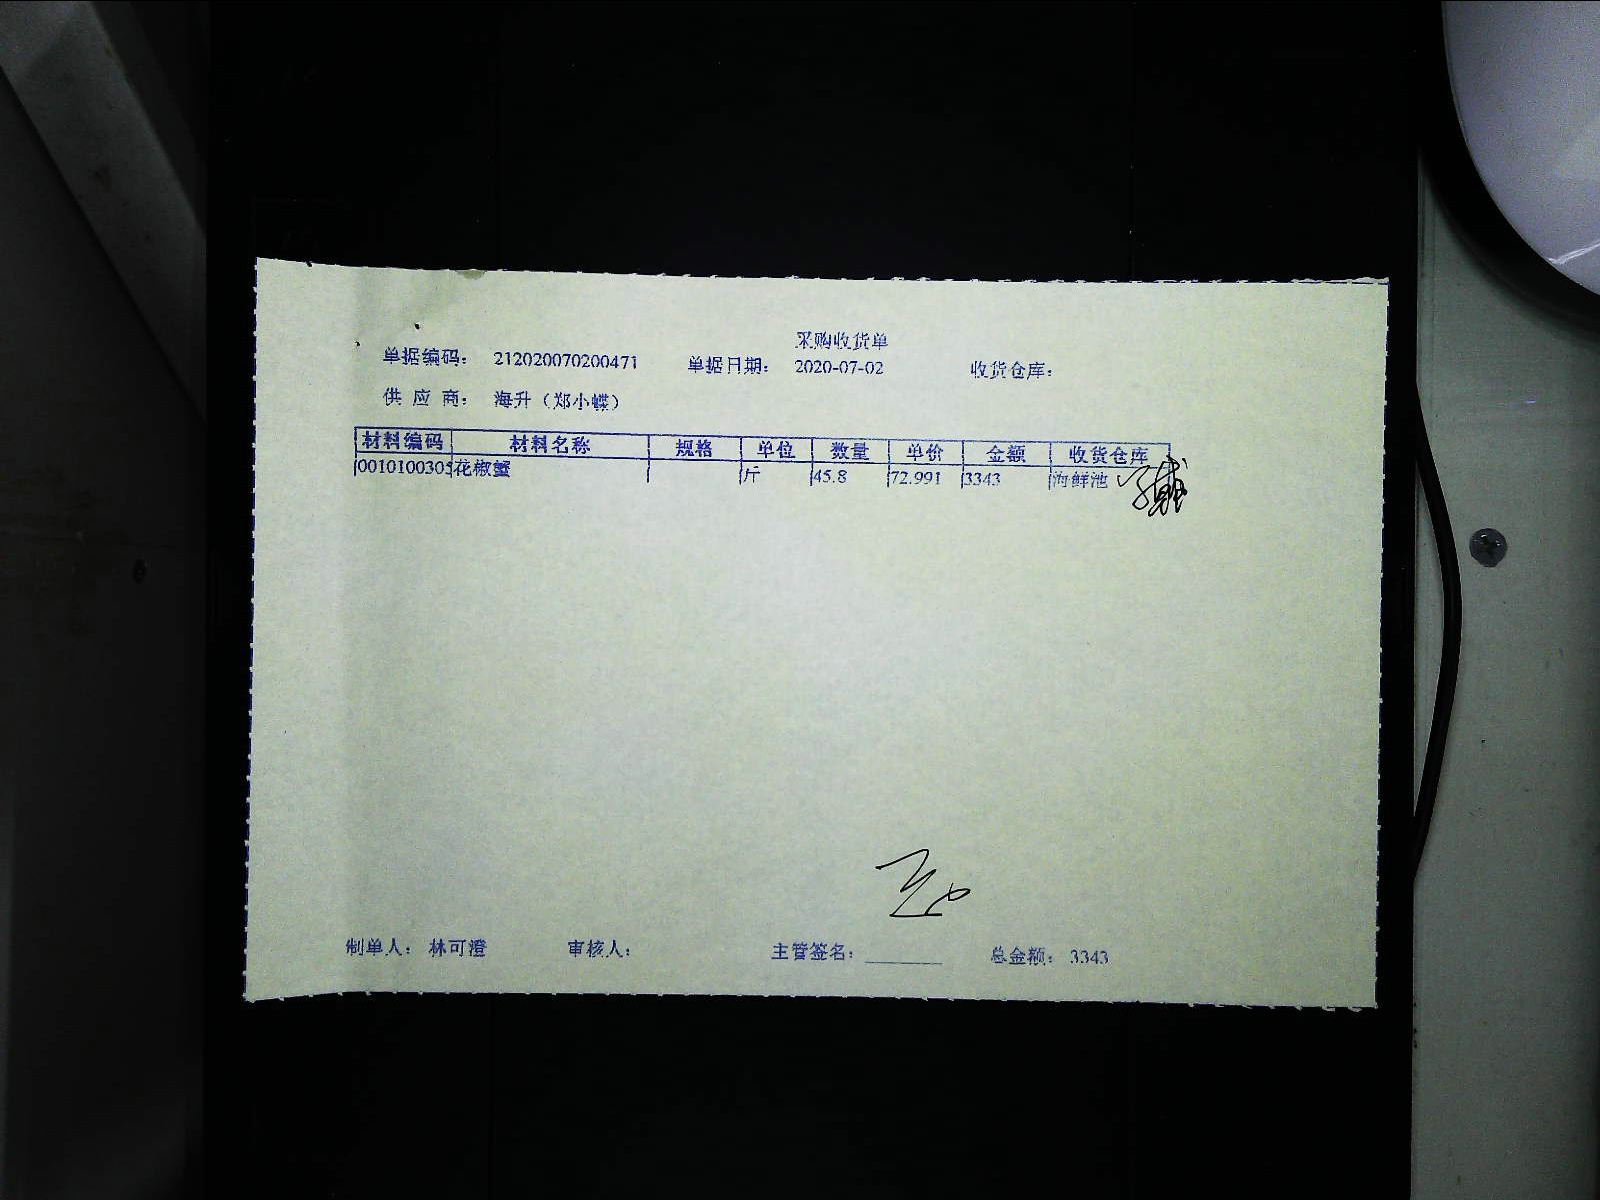 采购收货单
单据编码： 212020070200471 单据日期： 2020-07-02 收货仓库：
供 应 商： 海升（郑小蝶）
材料编码 材料名称 规格 单位 数量 单价 金额 收货仓库
0010100305 花椒蟹 斤 45.8 72.991 3343 海鲜池
制单人： 林可澄 审核人： 主管签名： ________ 总金额： 3343